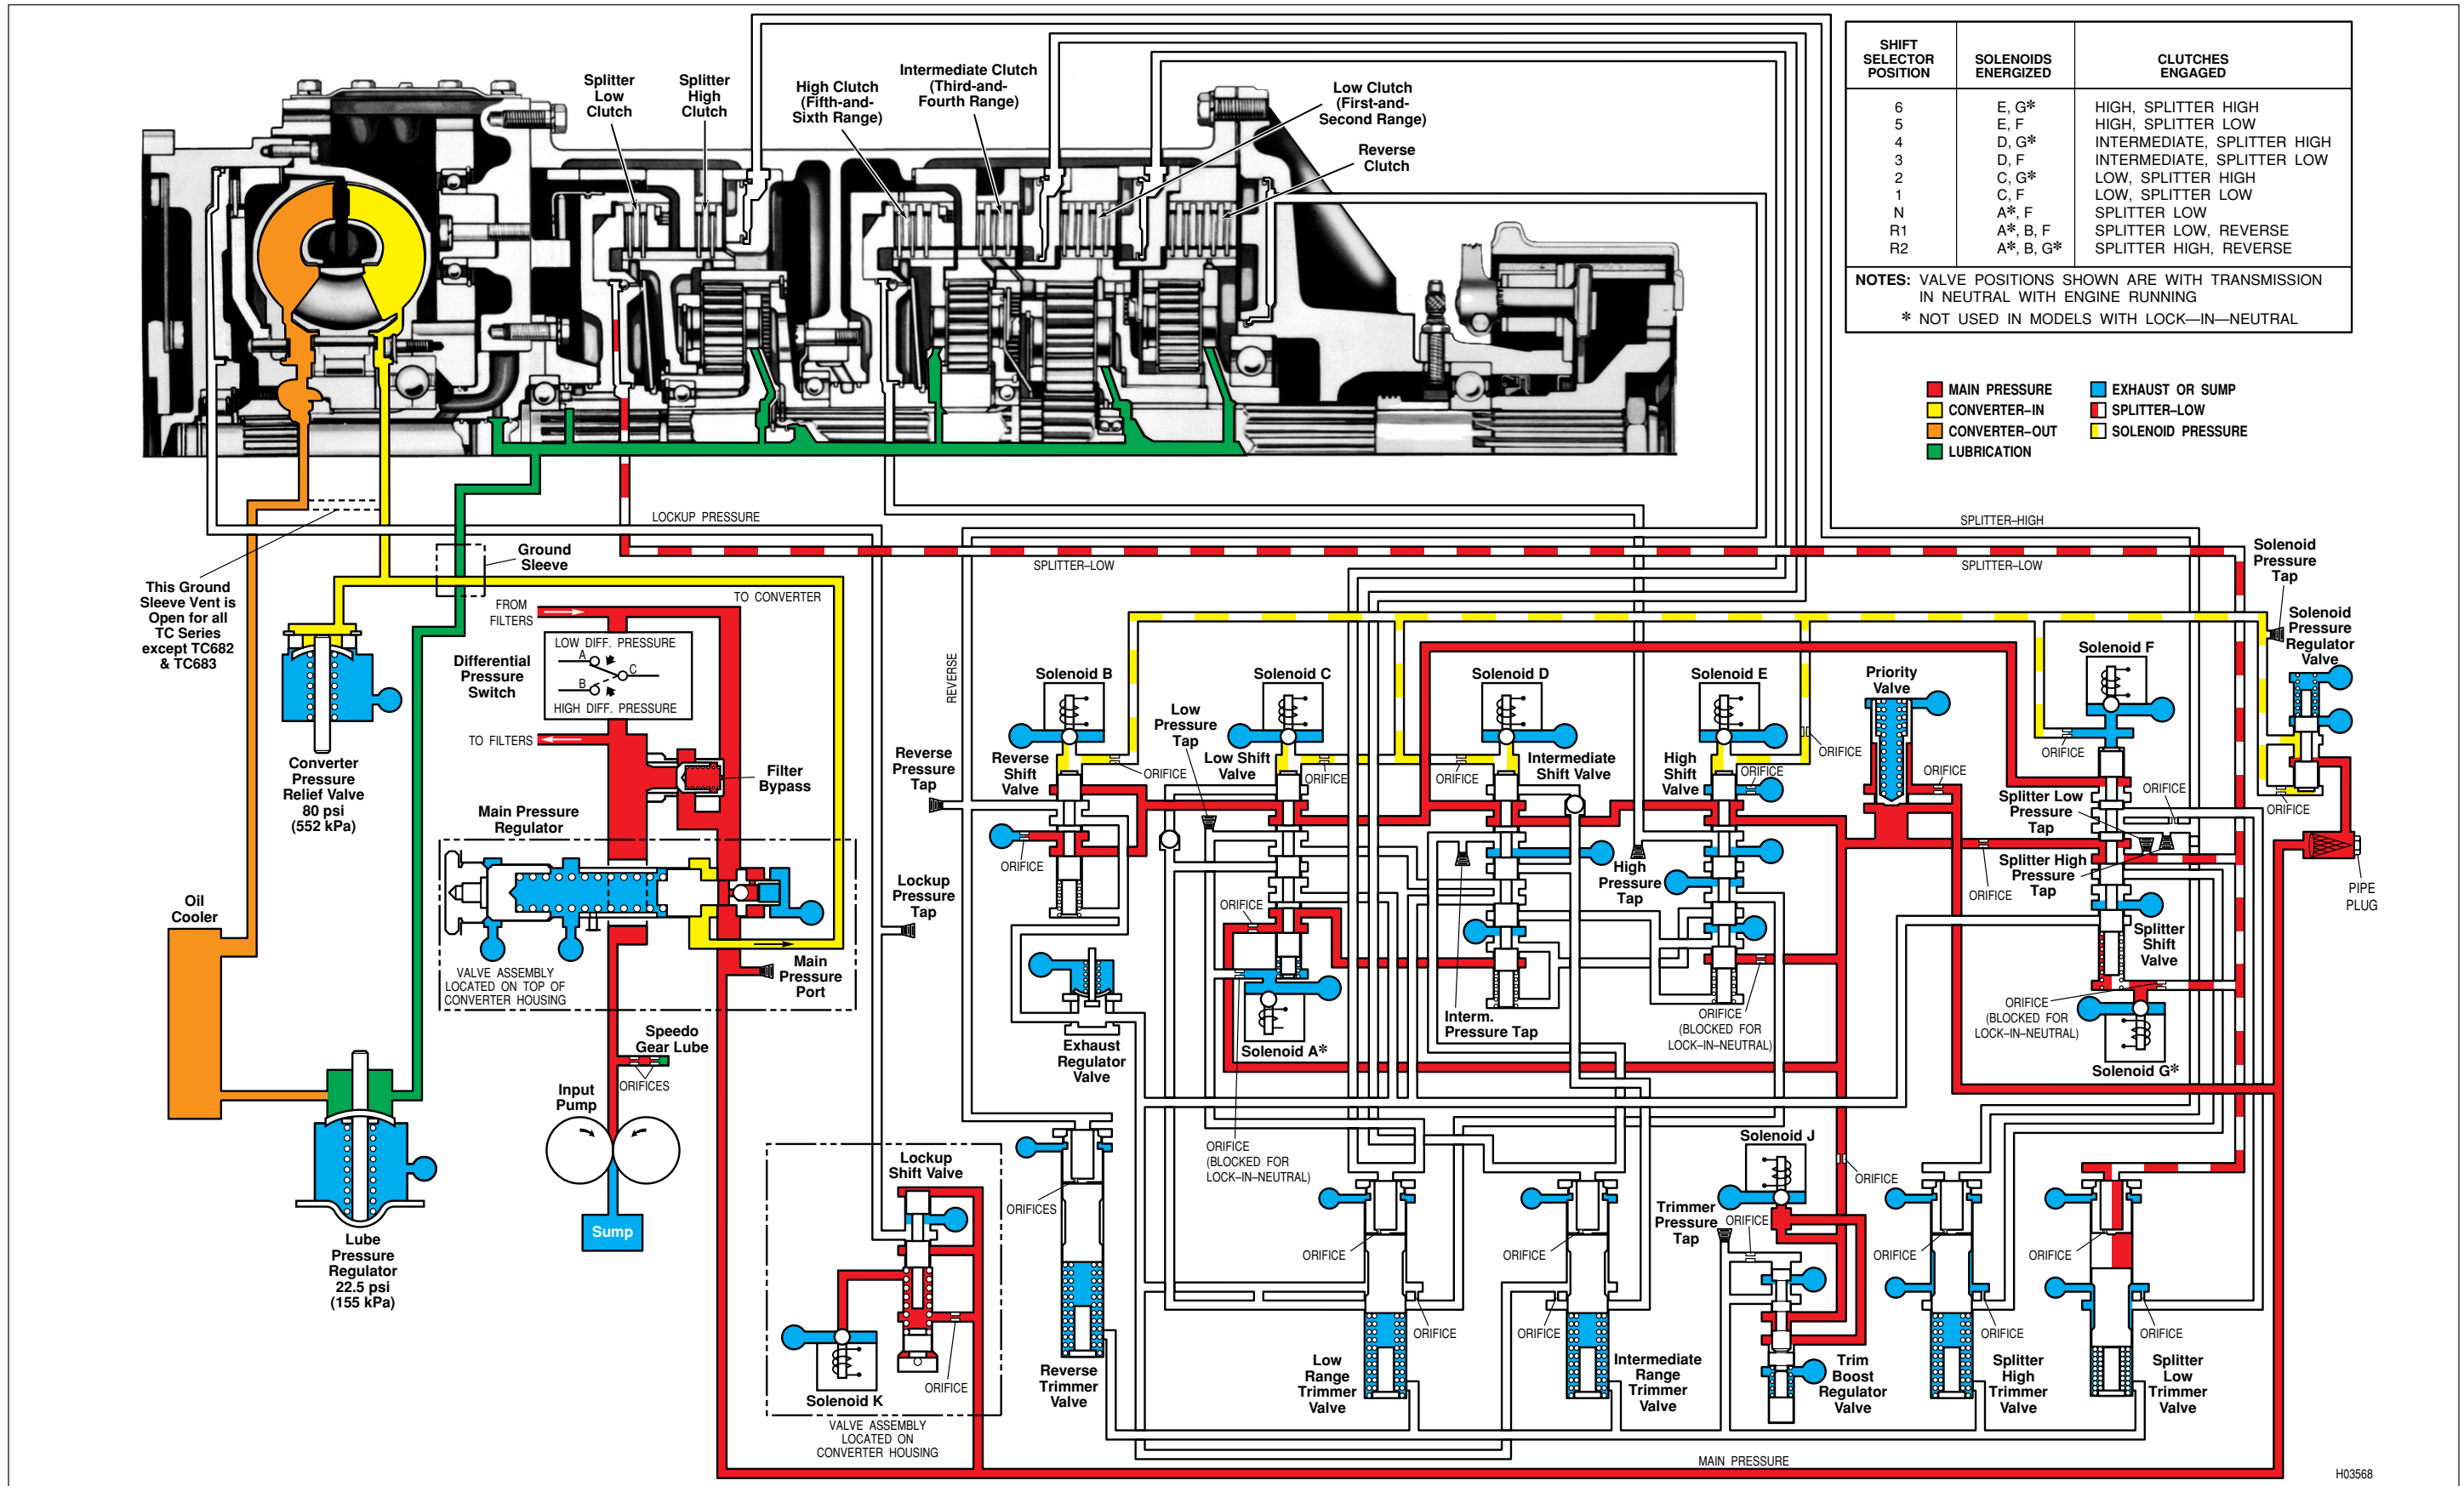 Splitter
Low
Clutch
Splitter
High
Clutch
High Clutch
(Fifth-and-
Sixth Range)
Intermediate Clutch
(Third-and-
Fourth Range)
Low Clutch
(First-and-
Second Range)
Reverse
Clutch
SHIFT SELECTOR POSITION SOLENOIDS ENERGIZED CLUTCHES ENGAGED
6 E, G* HIGH, SPLITTER HIGH
5 E, F HIGH, SPLITTER LOW
4 D, G* INTERMEDIATE, SPLITTER HIGH
3 D, F INTERMEDIATE, SPLITTER LOW
2 C, G* LOW, SPLITTER HIGH
1 C, F LOW, SPLITTER LOW
N A*, F SPLITTER LOW
R1 A*, B, F SPLITTER LOW, REVERSE
R2 A*, B, G* SPLITTER HIGH, REVERSE
NOTES: VALVE POSITIONS SHOWN ARE WITH TRANSMISSION
IN NEUTRAL WITH ENGINE RUNNING
* NOT USED IN MODELS WITH LOCK—IN—NEUTRAL
MAIN PRESSURE
CONVERTER–IN
CONVERTER–OUT
LUBRICATION
EXHAUST OR SUMP
SPLITTER–LOW
SOLENOID PRESSURE
LOCKUP PRESSURE
SPLITTER–HIGH
SPLITTER–LOW
SPLITTER–LOW
Ground
Sleeve
This Ground
Sleeve Vent is
Open for all
TC Series
except TC682
& TC683
TO CONVERTER
FROM
FILTERS
LOW DIFF. PRESSURE
A
C
B
HIGH DIFF. PRESSURE
Differential
Pressure
Switch
TO FILTERS
Filter
Bypass
Converter
Pressure
Relief Valve
80 psi
(552 kPa)
Main Pressure
Regulator
VALVE ASSEMBLY
LOCATED ON TOP OF
CONVERTER HOUSING
Main
Pressure
Port
Oil
Cooler
Speedo
Gear Lube
ORIFICES
Input
Pump
Sump
Lube
Pressure
Regulator
22.5 psi
(155 kPa)
REVERSE
Reverse
Pressure
Tap
Lockup
Pressure
Tap
Solenoid B
Reverse
Shift
Valve
ORIFICE
ORIFICE
Low
Pressure
Tap
Solenoid C
Low Shift
Valve
ORIFICE
ORIFICE
Solenoid D
ORIFICE
Intermediate
Shift Valve
Solenoid E
High
Shift
Valve
ORIFICE
ORIFICE
High
Pressure
Tap
Priority
Valve
ORIFICE
ORIFICE
Solenoid F
ORIFICE
Solenoid
Pressure
Tap
Solenoid
Pressure
Regulator
Valve
ORIFICE
Splitter Low
Pressure
Tap
ORIFICE
Splitter High
Pressure
Tap
PIPE
PLUG
Splitter
Shift
Valve
ORIFICE
(BLOCKED FOR
LOCK–IN–NEUTRAL)
Solenoid G*
Exhaust
Regulator
Valve
Solenoid A*
Interm.
Pressure Tap
ORIFICE
(BLOCKED FOR
LOCK–IN–NEUTRAL)
ORIFICE
(BLOCKED FOR
LOCK–IN–NEUTRAL)
Lockup
Shift Valve
Solenoid K
ORIFICE
VALVE ASSEMBLY
LOCATED ON
CONVERTER HOUSING
ORIFICES
Reverse
Trimmer
Valve
ORIFICE
ORIFICE
Low
Range
Trimmer
Valve
ORIFICE
ORIFICE
Intermediate
Range
Trimmer
Valve
Solenoid J
ORIFICE
Trimmer
Pressure
Tap
ORIFICE
Trim
Boost
Regulator
Valve
ORIFICE
ORIFICE
Splitter
High
Trimmer
Valve
ORIFICE
ORIFICE
Splitter
Low
Trimmer
Valve
MAIN PRESSURE
H03568